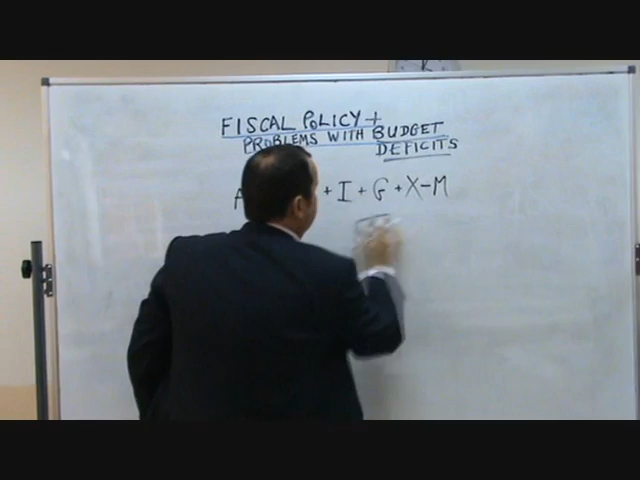 FISCAL POLICY +
PROBLEMS WITH BUDGET
DEFICITS
A + I + G + X - M